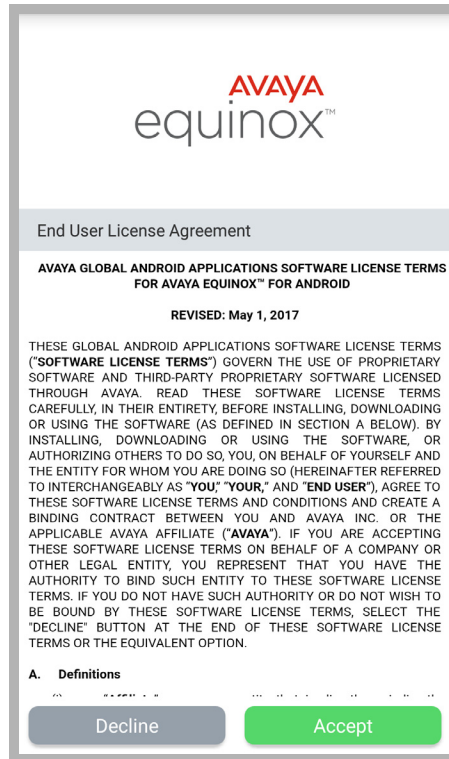 AVAYA
equinox™
End User License Agreement
AVAYA GLOBAL ANDROID APPLICATIONS SOFTWARE LICENSE TERMS
FOR AVAYA EQUINOX™ FOR ANDROID
REVISED: May 1, 2017
THESE GLOBAL ANDROID APPLICATIONS SOFTWARE LICENSE TERMS
("SOFTWARE LICENSE TERMS") GOVERN THE USE OF PROPRIETARY
SOFTWARE AND THIRD-PARTY PROPRIETARY SOFTWARE LICENSED
THROUGH AVAYA. READ THESE SOFTWARE LICENSE TERMS
CAREFULLY, IN THEIR ENTIRETY, BEFORE INSTALLING, DOWNLOADING
OR USING THE SOFTWARE (AS DEFINED IN SECTION A BELOW). BY
INSTALLING, DOWNLOADING OR USING THE SOFTWARE, OR
AUTHORIZING OTHERS TO DO SO, YOU, ON BEHALF OF YOURSELF AND
THE ENTITY FOR WHOM YOU ARE DOING SO (HEREINAFTER REFERRED
TO INTERCHANGEABLY AS "YOU," "YOUR," AND "END USER"), AGREE TO
THESE SOFTWARE LICENSE TERMS AND CONDITIONS AND CREATE A
BINDING CONTRACT BETWEEN YOU AND AVAYA INC. OR THE
APPLICABLE AVAYA AFFILIATE ("AVAYA"). IF YOU ARE ACCEPTING
THESE SOFTWARE LICENSE TERMS ON BEHALF OF A COMPANY OR
OTHER LEGAL ENTITY, YOU REPRESENT THAT YOU HAVE THE
AUTHORITY TO BIND SUCH ENTITY TO THESE SOFTWARE LICENSE
TERMS. IF YOU DO NOT HAVE SUCH AUTHORITY OR DO NOT WISH TO
BE BOUND BY THESE SOFTWARE LICENSE TERMS, SELECT THE
"DECLINE" BUTTON AT THE END OF THESE SOFTWARE LICENSE
TERMS OR THE EQUIVALENT OPTION.
A. Definitions
Decline Accept